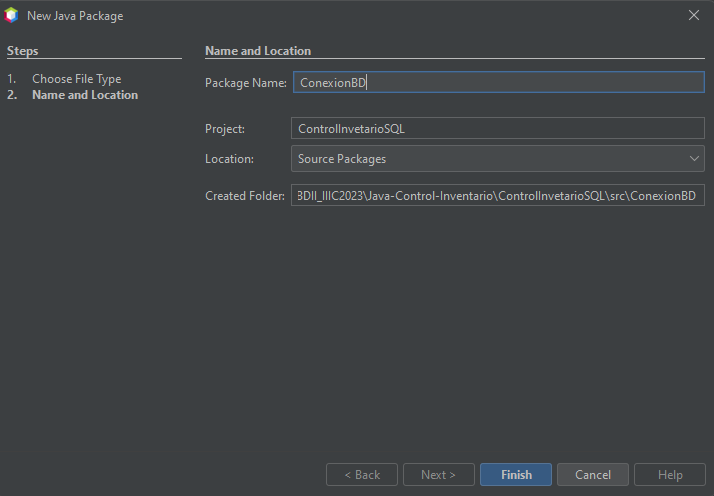 New Java Package
Steps
1. Choose File Type
2. Name and Location
Name and Location
Package Name: ConexionBD
Project: ControlInvetarioSQL
Location: Source Packages
Created Folder: BDII_IIIC2023\Java-Control-Inventario\ControlInvetarioSQL\src\ConexionBD
< Back Next > Finish Cancel Help